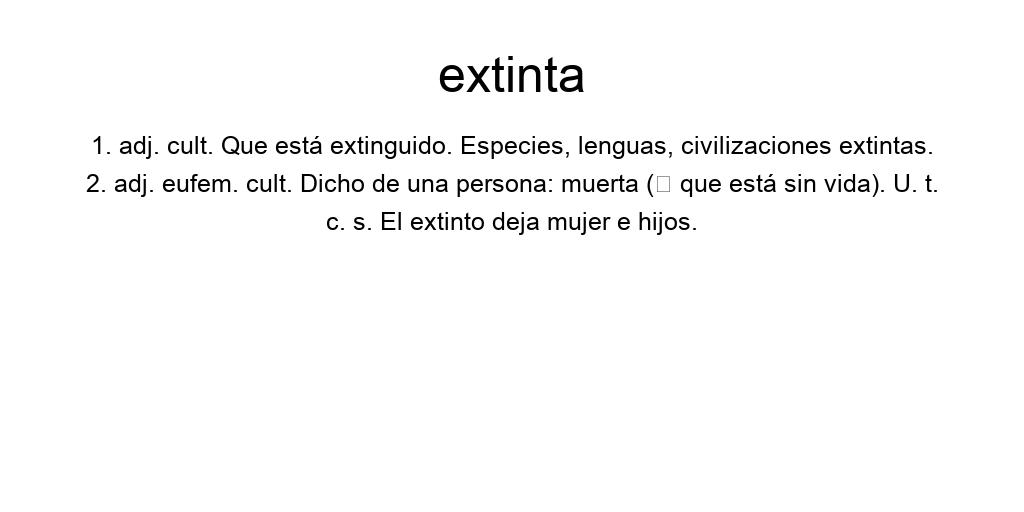 extinta
1. adj. cult. Que está extinguido. Especies, lenguas, civilizaciones extintas.
2. adj. eufem. cult. Dicho de una persona: muerta (▯ que está sin vida). U. t.
c. s. El extinto deja mujer e hijos.